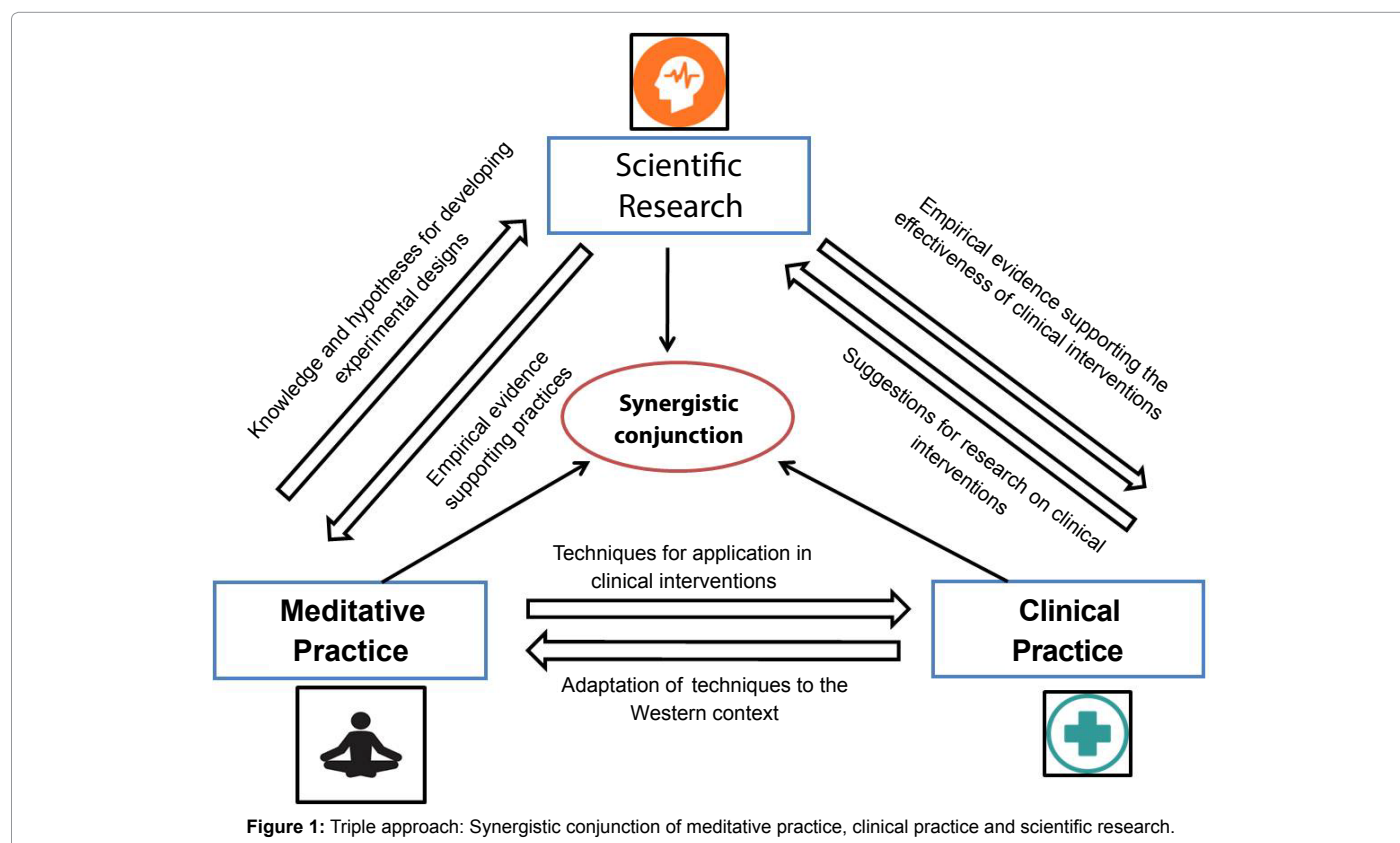 Scientific
Research
Knowledge and hypotheses for developing
experimental designs
Empirical evidence
supporting practices
Empirical evidence supporting the
effectiveness of clinical interventions
Suggestions for research on clinical
interventions
Synergistic
conjunction
Techniques for application in
clinical interventions
Meditative
Practice
Clinical
Practice
Adaptation of techniques to the
Western context
Figure 1: Triple approach: Synergistic conjunction of meditative practice, clinical practice and scientific research.